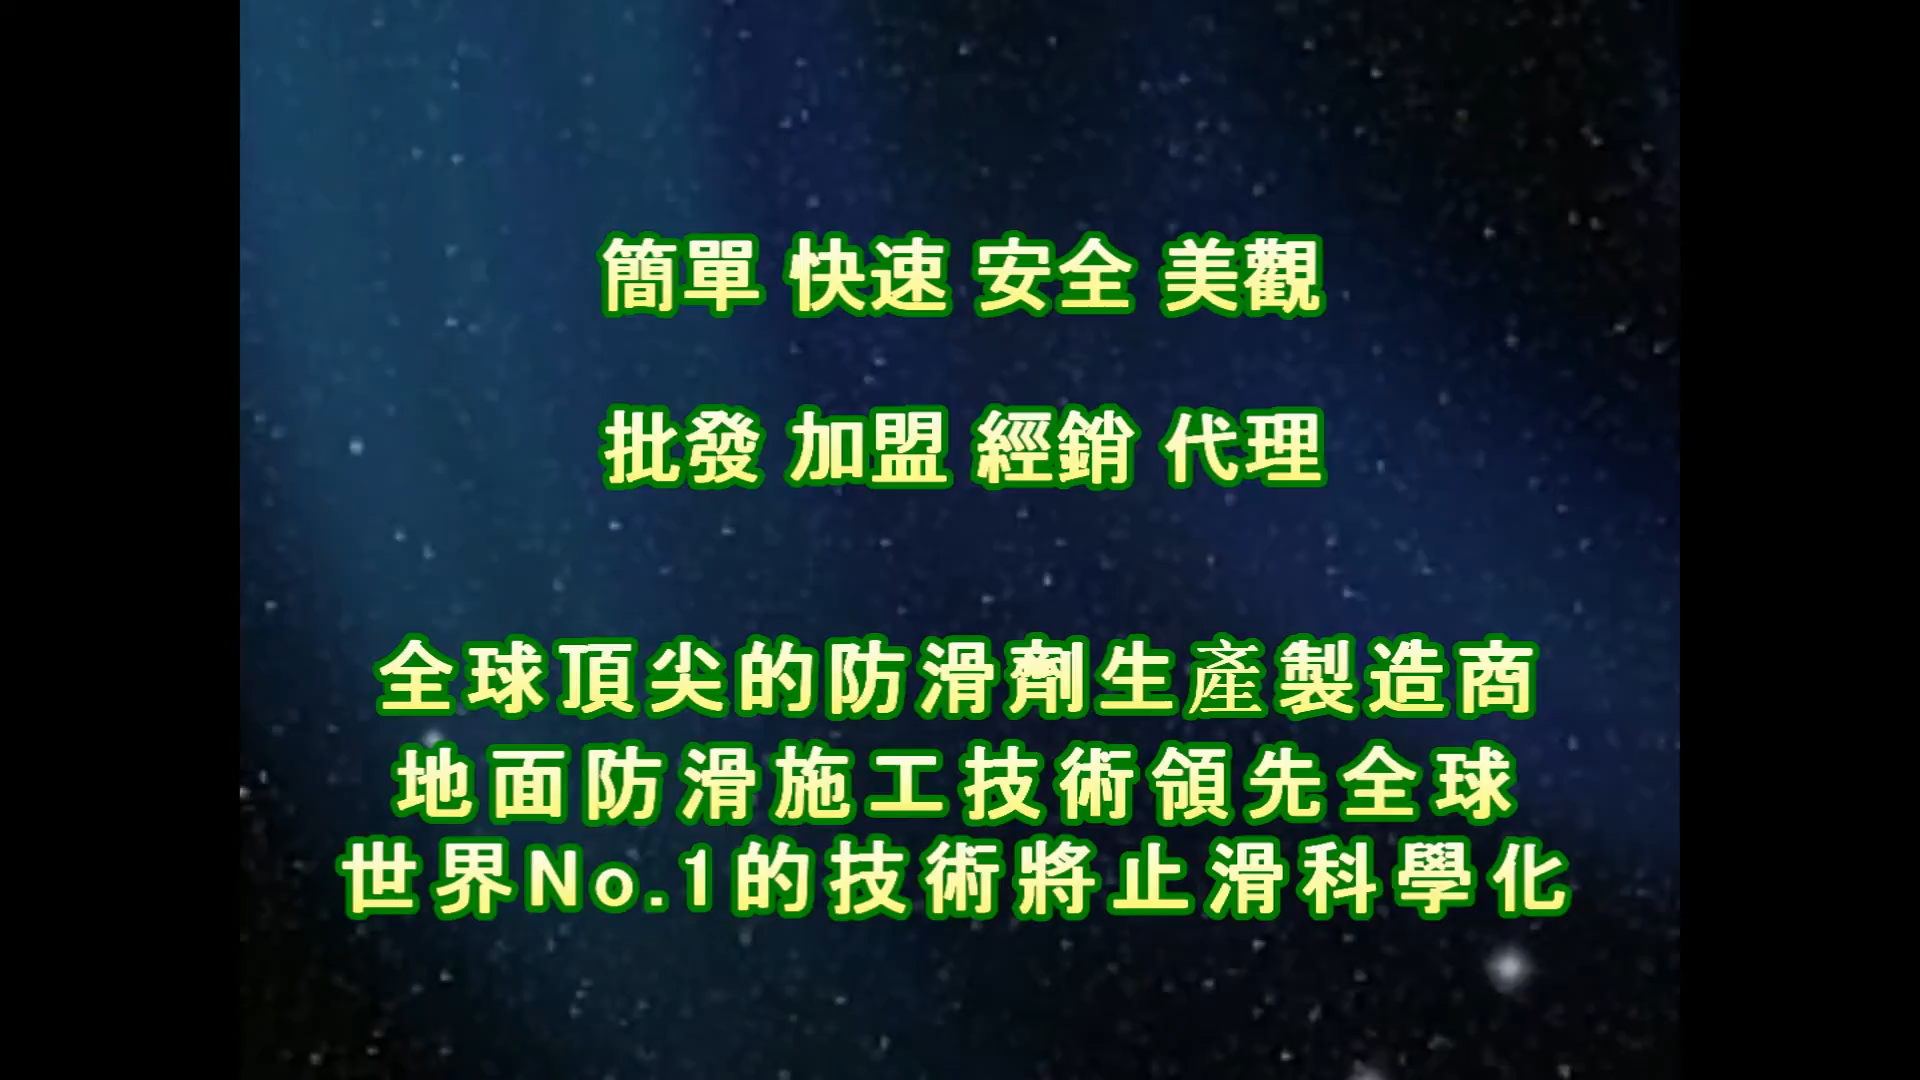 簡單 快速 安全 美觀
批發 加盟 經銷 代理
全球頂尖的防滑劑生產製造商
地面防滑施工技術領先全球
世界No.1的技術將止滑科學化